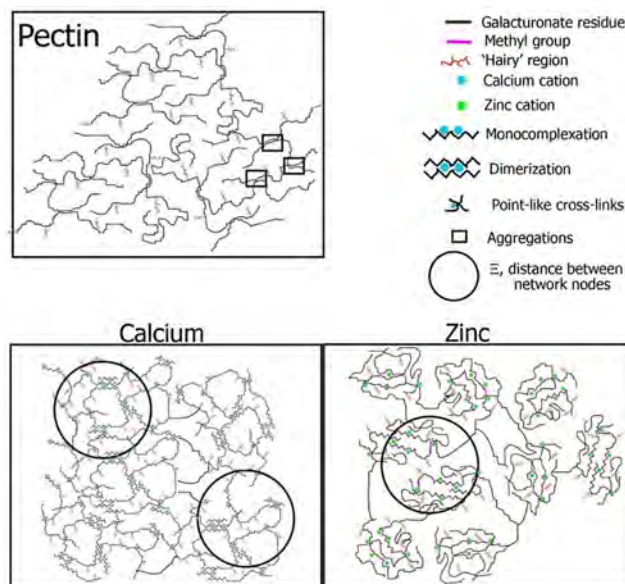 Pectin
Galacturonate residue
Methyl group
'Hairy' region
Calcium cation
Zinc cation
Monocomplexation
Dimerization
Point-like cross-links
Aggregations
Ξ, distance between
network nodes
Calcium
Zinc